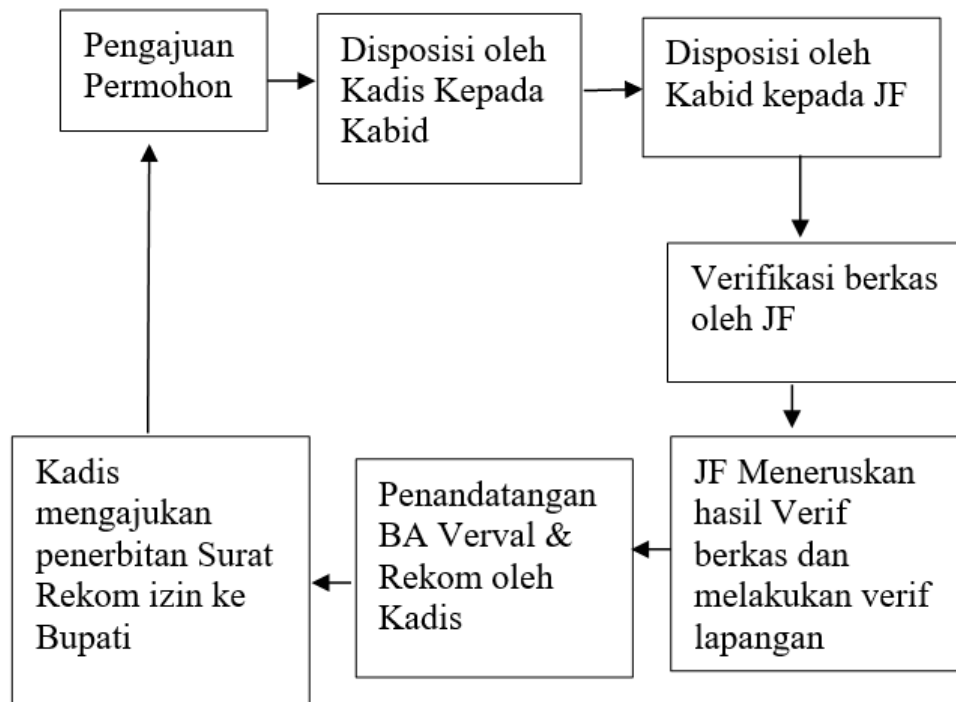 Pengajuan
Permohon
Disposisi oleh
Kadis Kepada
Kabid
Disposisi oleh
Kabid kepada JF
Verifikasi berkas
oleh JF
JF Meneruskan
hasil Verif
berkas dan
melakukan verif
lapangan
Penandatangan
BA Verval &
Rekom oleh
Kadis
Kadis
mengajukan
penerbitan Surat
Rekom izin ke
Bupati